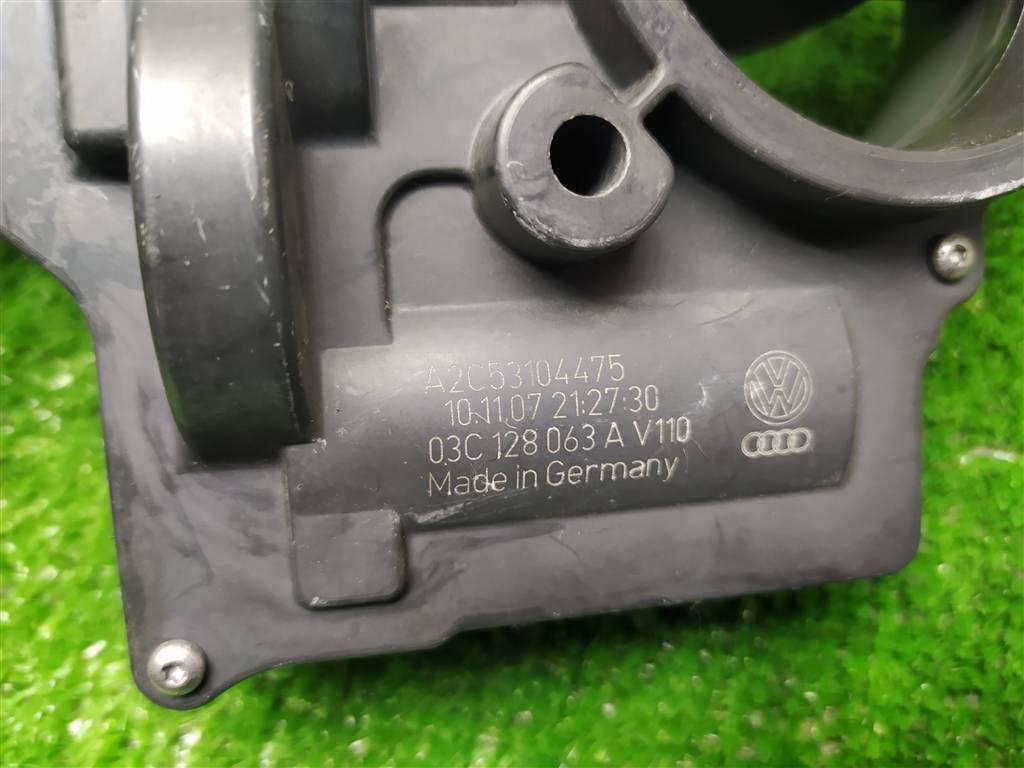 A2C53104475
10.11.07 21:27:30
03C 128 063 A V110
Made in Germany